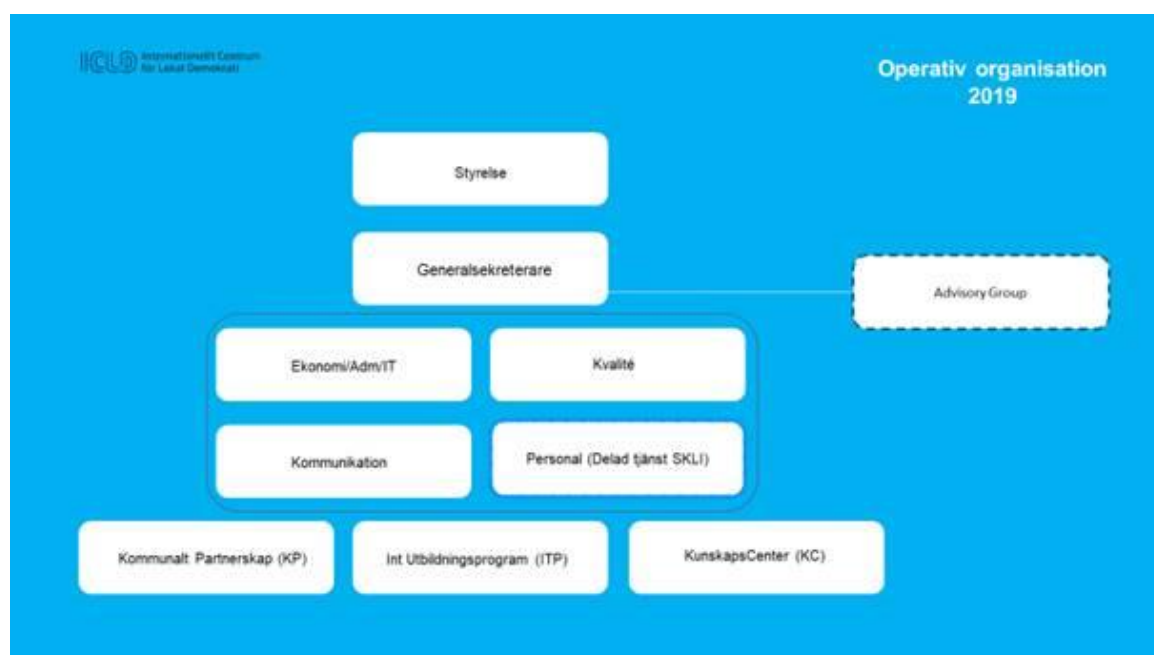 ICLD Internationellt Centrum
för Lokal Demokrati
Operativ organisation
2019
Styrelse
Generalsekreterare
Advisory Group
Ekonomi/Adm/IT
Kvalité
Kommunikation
Personal (Delad tjänst SKLI)
Kommunalt Partnerskap (KP)
Int Utbildningsprogram (ITP)
KunskapsCenter (KC)